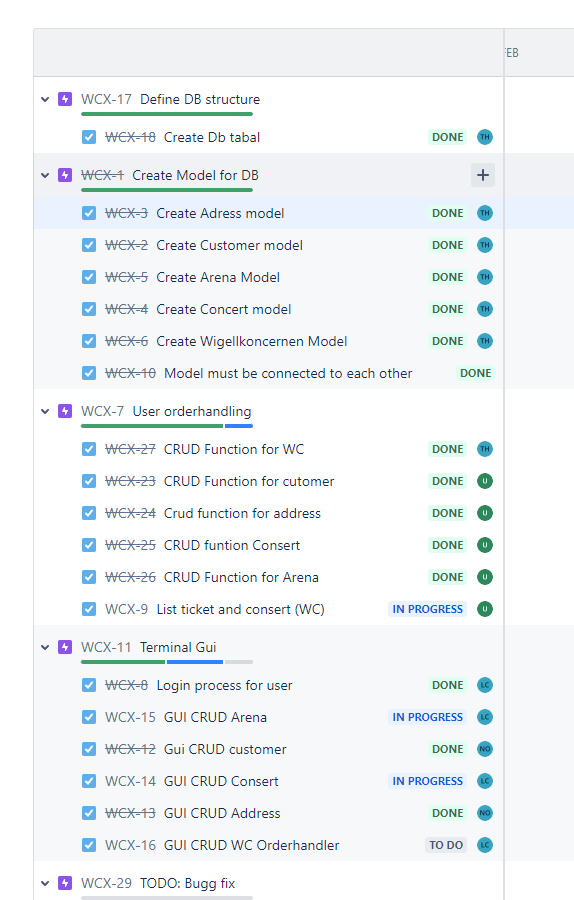 FEB
WCX-17 Define DB structure
WCX-18 Create Db tabal DONE TH
WCX-1 Create Model for DB
WCX-3 Create Adress model DONE TH
WCX-2 Create Customer model DONE TH
WCX-5 Create Arena Model DONE TH
WCX-4 Create Concert model DONE TH
WCX-6 Create Wigellkoncernen Model DONE TH
WCX-10 Model must be connected to each other DONE
WCX-7 User orderhandling
WCX-27 CRUD Function for WC DONE TH
WCX-23 CRUD Function for cutomer DONE U
WCX-24 Crud function for address DONE U
WCX-25 CRUD funtion Consert DONE U
WCX-26 CRUD Function for Arena DONE U
WCX-9 List ticket and consert (WC) IN PROGRESS U
WCX-11 Terminal Gui
WCX-8 Login process for user DONE LC
WCX-15 GUI CRUD Arena IN PROGRESS LC
WCX-12 Gui CRUD customer DONE NO
WCX-14 GUI CRUD Consert IN PROGRESS LC
WCX-13 GUI CRUD Address DONE NO
WCX-16 GUI CRUD WC Orderhandler TO DO LC
WCX-29 TODO: Bugg fix